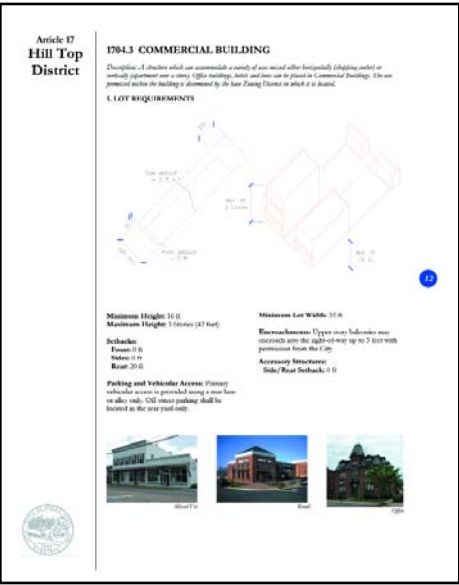 Article 17
Hill Top
District
1704.3 COMMERCIAL BUILDING
Description: A structure which can accommodate a variety of uses mixed either horizontally (shopping center) or
vertically (apartment over a store). Office buildings, hotels and inns can be placed in Commercial Buildings. The use
permitted within the building is determined by the base Zoning District in which it is located.
I. LOT REQUIREMENTS
12
Minimum Height: 16 ft
Maximum Height: 3 Stories (42 feet)
Setbacks:
Front: 0 ft
Sides: 0 ft
Rear: 20 ft
Parking and Vehicular Access: Primary
vehicular access is provided using a rear lane
or alley only. Off-street parking shall be
located in the rear yard only.
Minimum Lot Width:
Encroachments: Upper story balconies may
encroach into the right-of-way up to 5 feet with
permission from the City.
Accessory Structures:
Side/Rear Setback: 0 ft
Mixed Use
Retail
Office